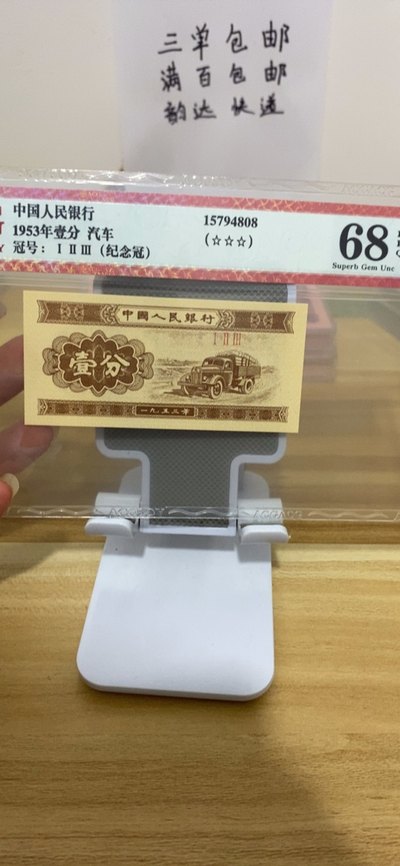 三单包邮
满百包邮
韵达快递
中国人民银行
1953年壹分 汽车
冠号：ⅠⅡⅢ（纪念冠）
15794808
(☆☆☆)
68
Superb Gem Unc
中國人民銀行
ⅠⅡⅢ
壹分
一九五三年